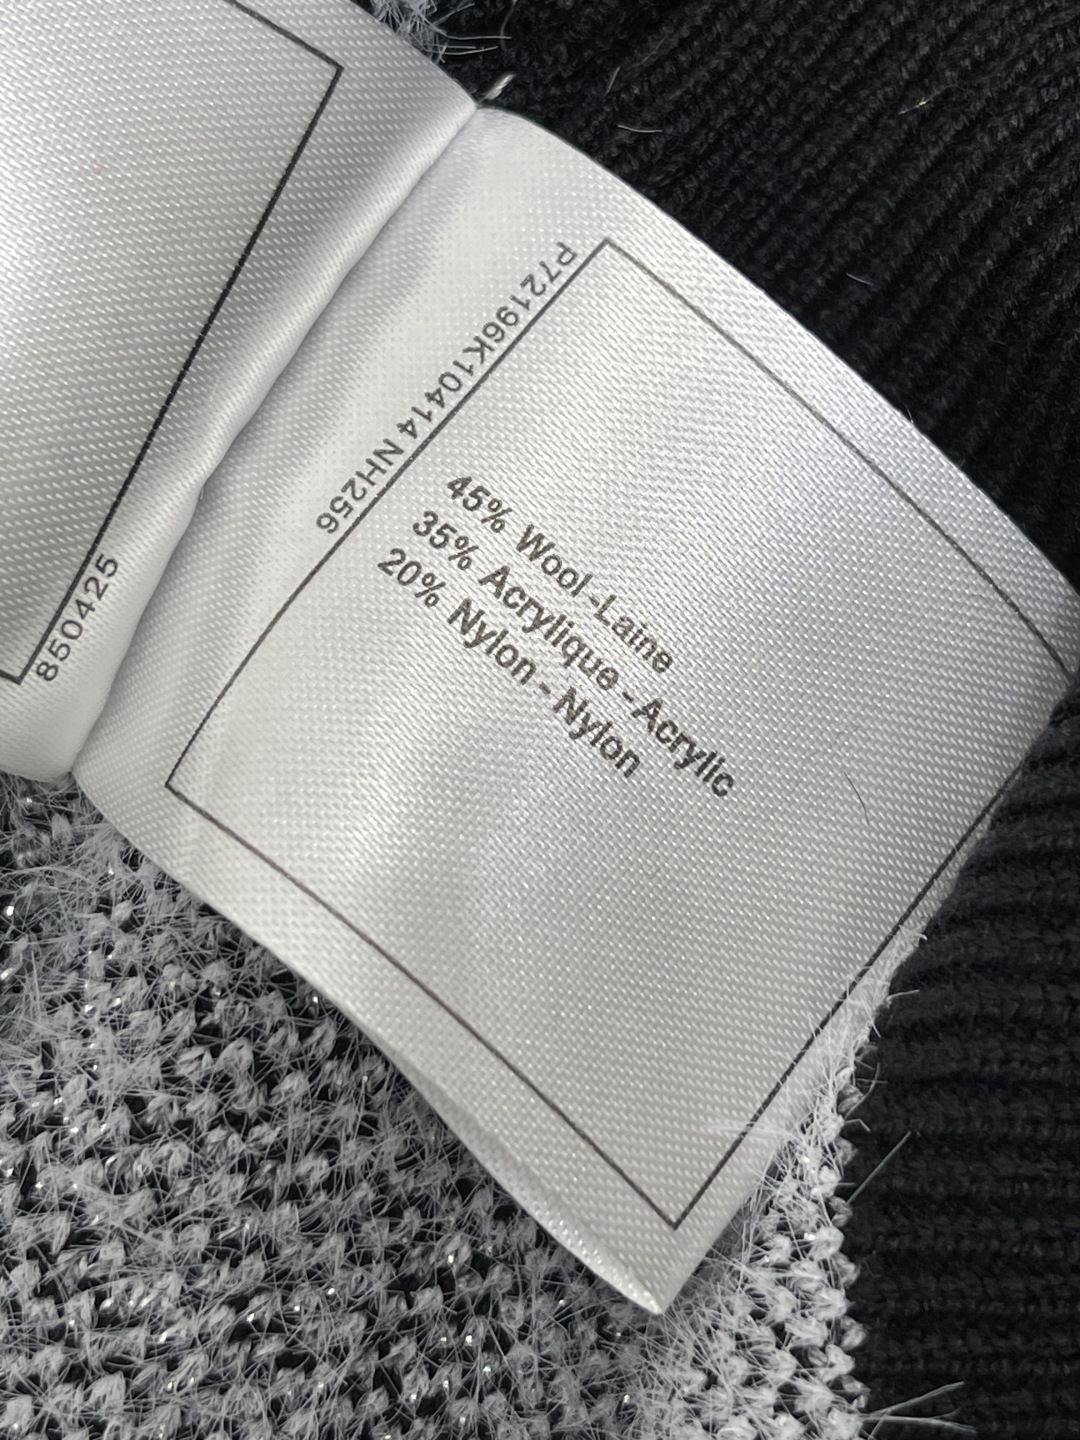 850425
P72196K10414 NH256
45% Wool-Laine
35% Acrylique - Acrylic
20% Nylon - Nylon